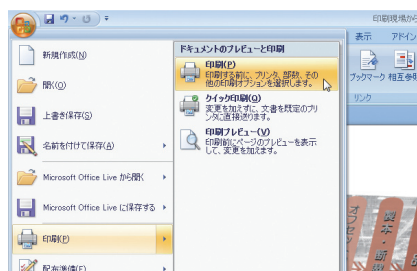 印刷現場から
表示
アドイン
ブックマーク 相互参照
リンク
新規作成(N)
開く(O)
上書き保存(S)
名前を付けて保存(A)
Microsoft Office Live から開く
Microsoft Office Live に保存する
印刷(P)
配布準備(E)
ドキュメントのプレビューと印刷
印刷(P)
印刷する前に、プリンタ、部数、その
他の印刷オプションを選択します。
クイック印刷(Q)
変更を加えずに、文書を既定のプリ
ンタに直接送ります。
印刷プレビュー(V)
印刷前にページのプレビューを表示
して、変更を加えます。
オフセッ
製本・断裁